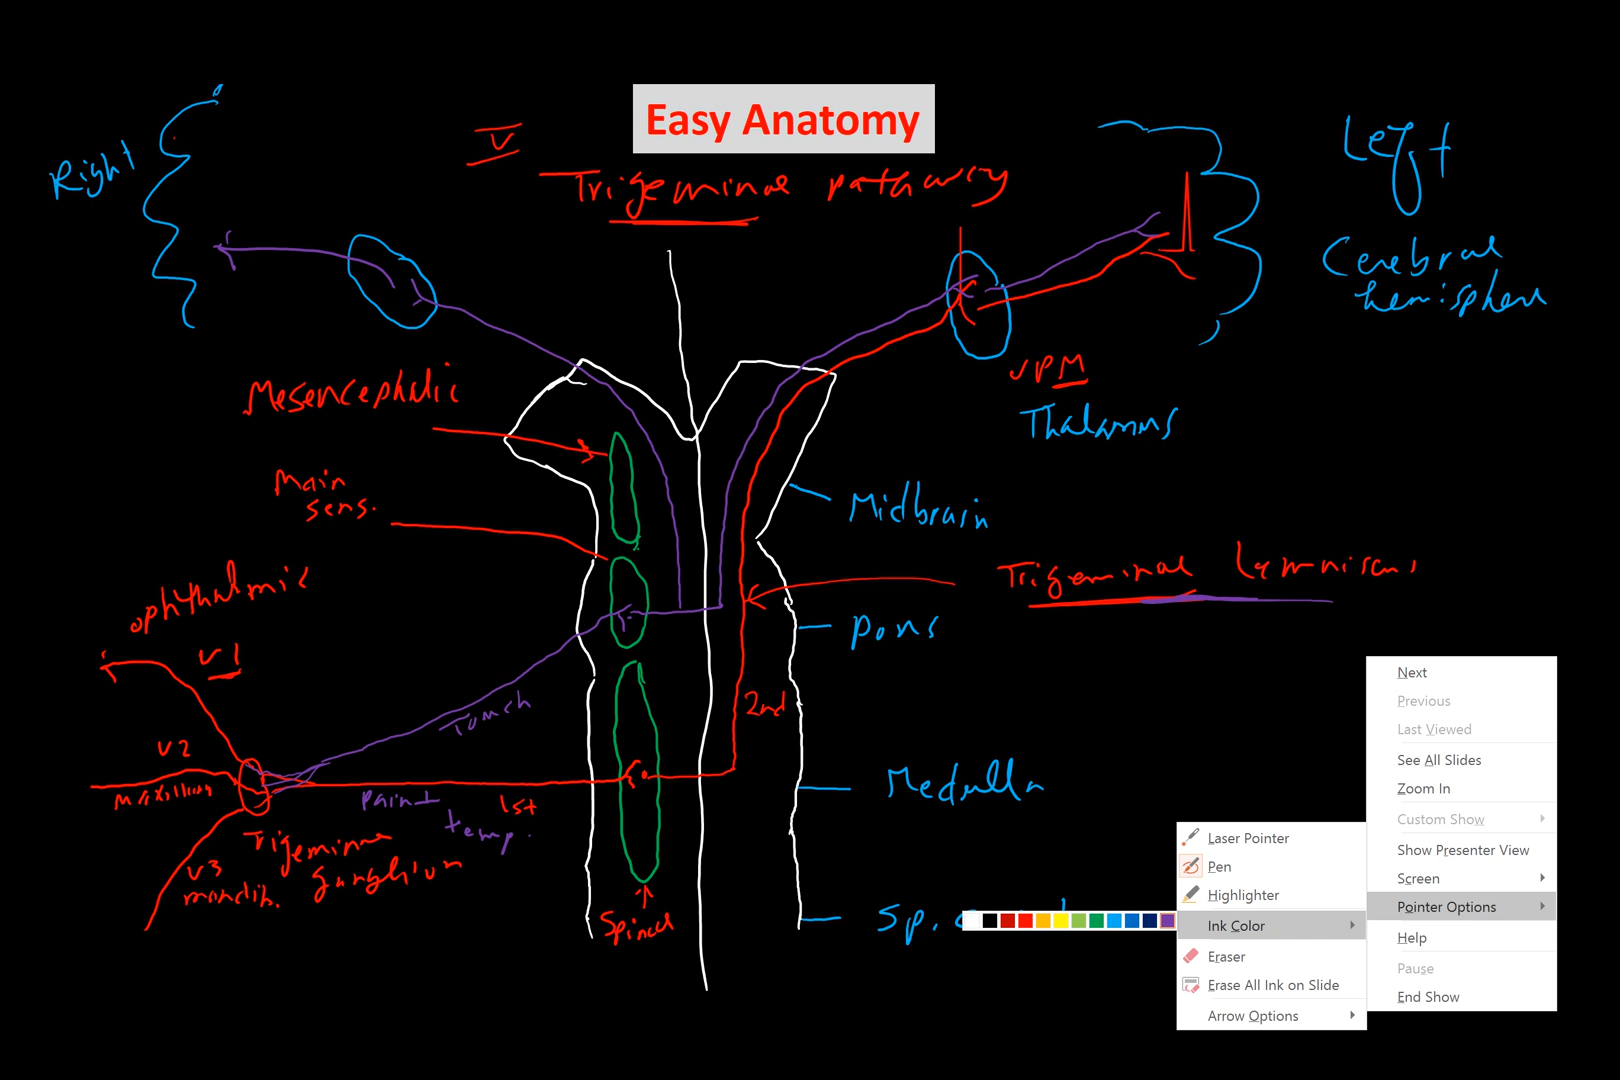 Easy Anatomy
V
Trigeminal pathway
Right
Left
Cerebral
hemisphere
VPM
Thalamus
Mesencephalic
Main
sens.
Midbrain
Trigeminal Lemniscus
Pons
ophthalmic
V1
Touch
2nd
V2
Maxillary
pain +
temp.
1st
Medulla
Trigeminal
ganglion
V3
mandib.
Spinal
Sp.
Next
Previous
Last Viewed
See All Slides
Zoom In
Custom Show
Show Presenter View
Screen
Pointer Options
Help
Pause
End Show
Laser Pointer
Pen
Highlighter
Ink Color
Eraser
Erase All Ink on Slide
Arrow Options